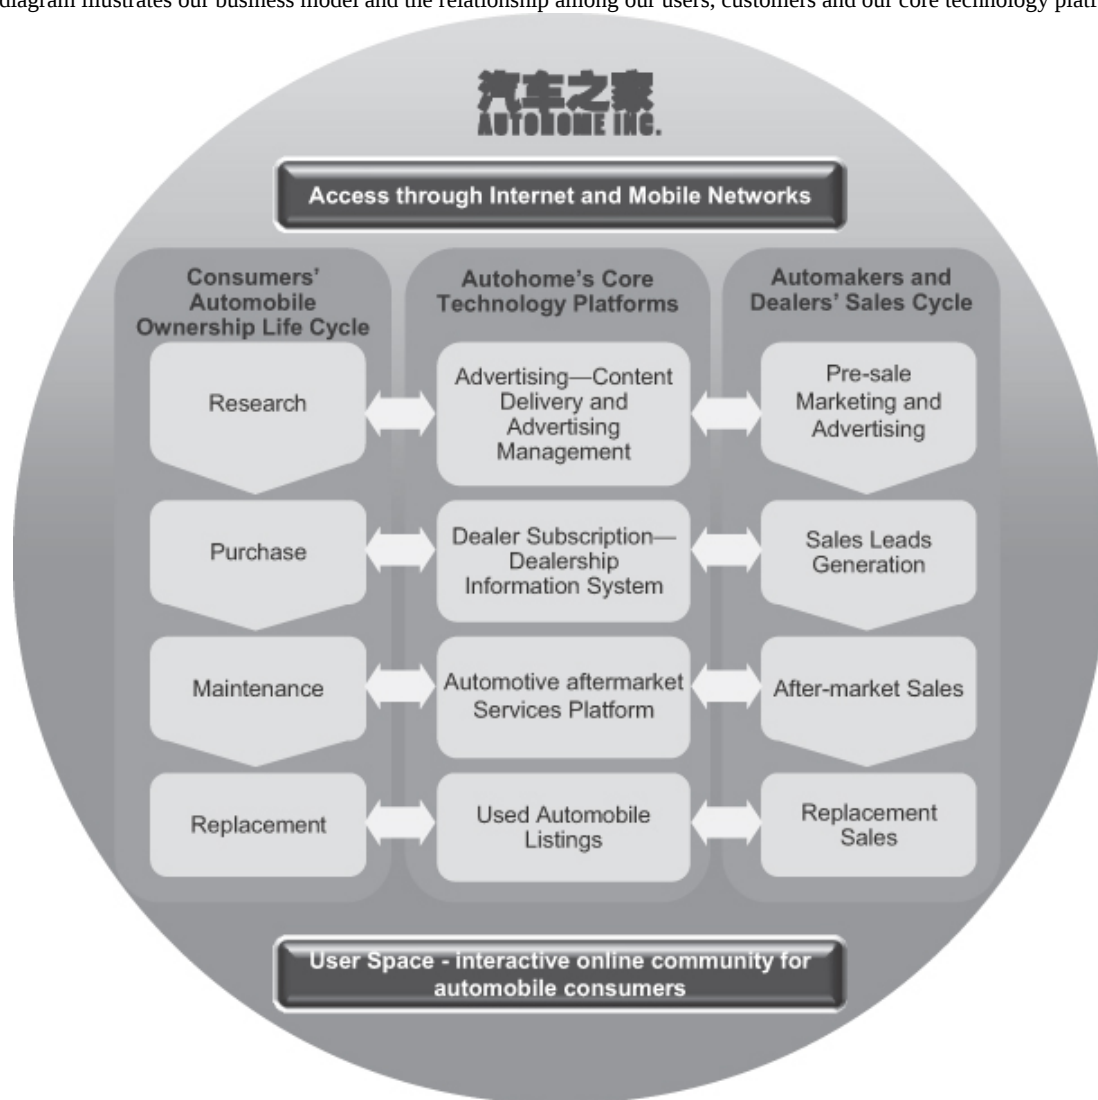 diagram illustrates our business model and the relationship among our users, customers and our core technology
汽车之家
AUTOHOME INC.
Access through Internet and Mobile Networks
Consumers’
Automobile
Ownership Life Cycle
Research
Purchase
Maintenance
Replacement
Autohome’s Core
Technology Platforms
Advertising—Content
Delivery and
Advertising
Management
Dealer Subscription—
Dealership
Information System
Automotive aftermarket
Services Platform
Used Automobile
Listings
Automakers and
Dealers’ Sales Cycle
Pre-sale
Marketing and
Advertising
Sales Leads
Generation
After-market Sales
Replacement
Sales
User Space - interactive online community for
automobile consumers